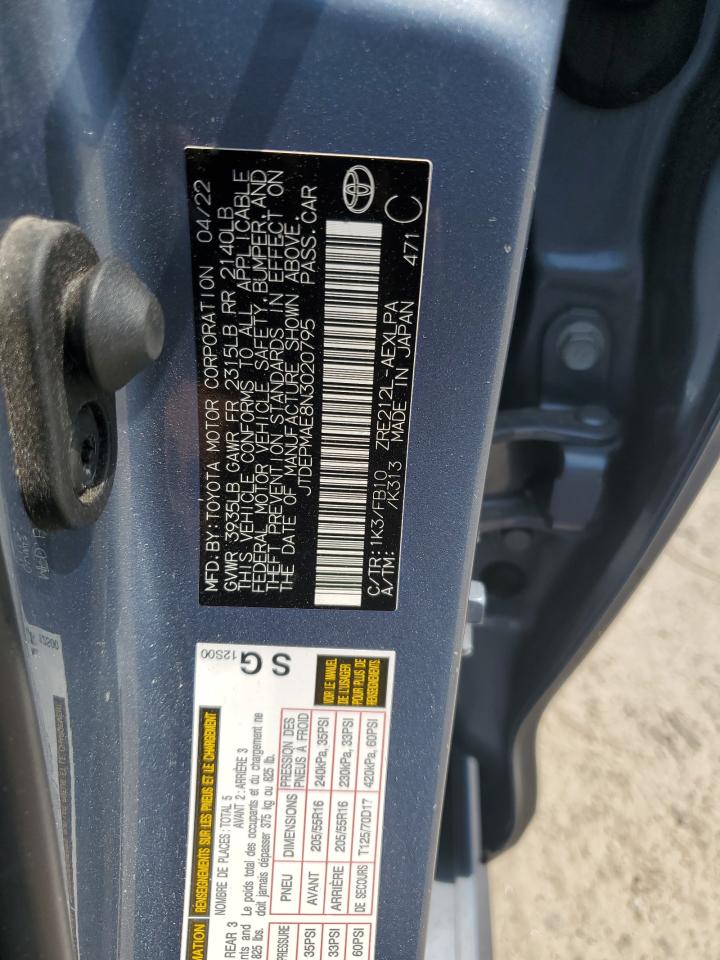 MFD. BY: TOYOTA MOTOR CORPORATION 04/22
GVWR 3935LB GAWR FR 2315LB RR 2140LB
THIS VEHICLE CONFORMS TO ALL APPLICABLE
FEDERAL MOTOR VEHICLE SAFETY, BUMPER, AND
THEFT PREVENTION STANDARDS IN EFFECT ON
THE DATE OF MANUFACTURE SHOWN ABOVE.
JTDEPMAE8N3020795 PASS. CAR
C/TR: 1K3/FB10 ZRE212L-AEXLPA
A/TM: /K313 MADE IN JAPAN 471 C
12S00
S G
MATION RENSEIGNEMENTS SUR LES PNEUS ET LE CHARGEMENT
NOMBRE DE PLACES : TOTAL 5
REAR 3 AVANT 2 : ARRIÈRE 3
nts and Le poids total des occupants et du chargement ne
825 lbs. doit jamais dépasser 375 kg ou 825 lb.
PRESSURE PNEU DIMENSIONS PRESSION DES PNEUS À FROID
35PSI AVANT 205/55R16 240kPa, 35PSI
33PSI ARRIÈRE 205/55R16 230kPa, 33PSI
60PSI DE SECOURS T125/70D17 420kPa, 60PSI
VOIR LE MANUEL
DE L'USAGER
POUR PLUS DE
RENSEIGNEMENTS